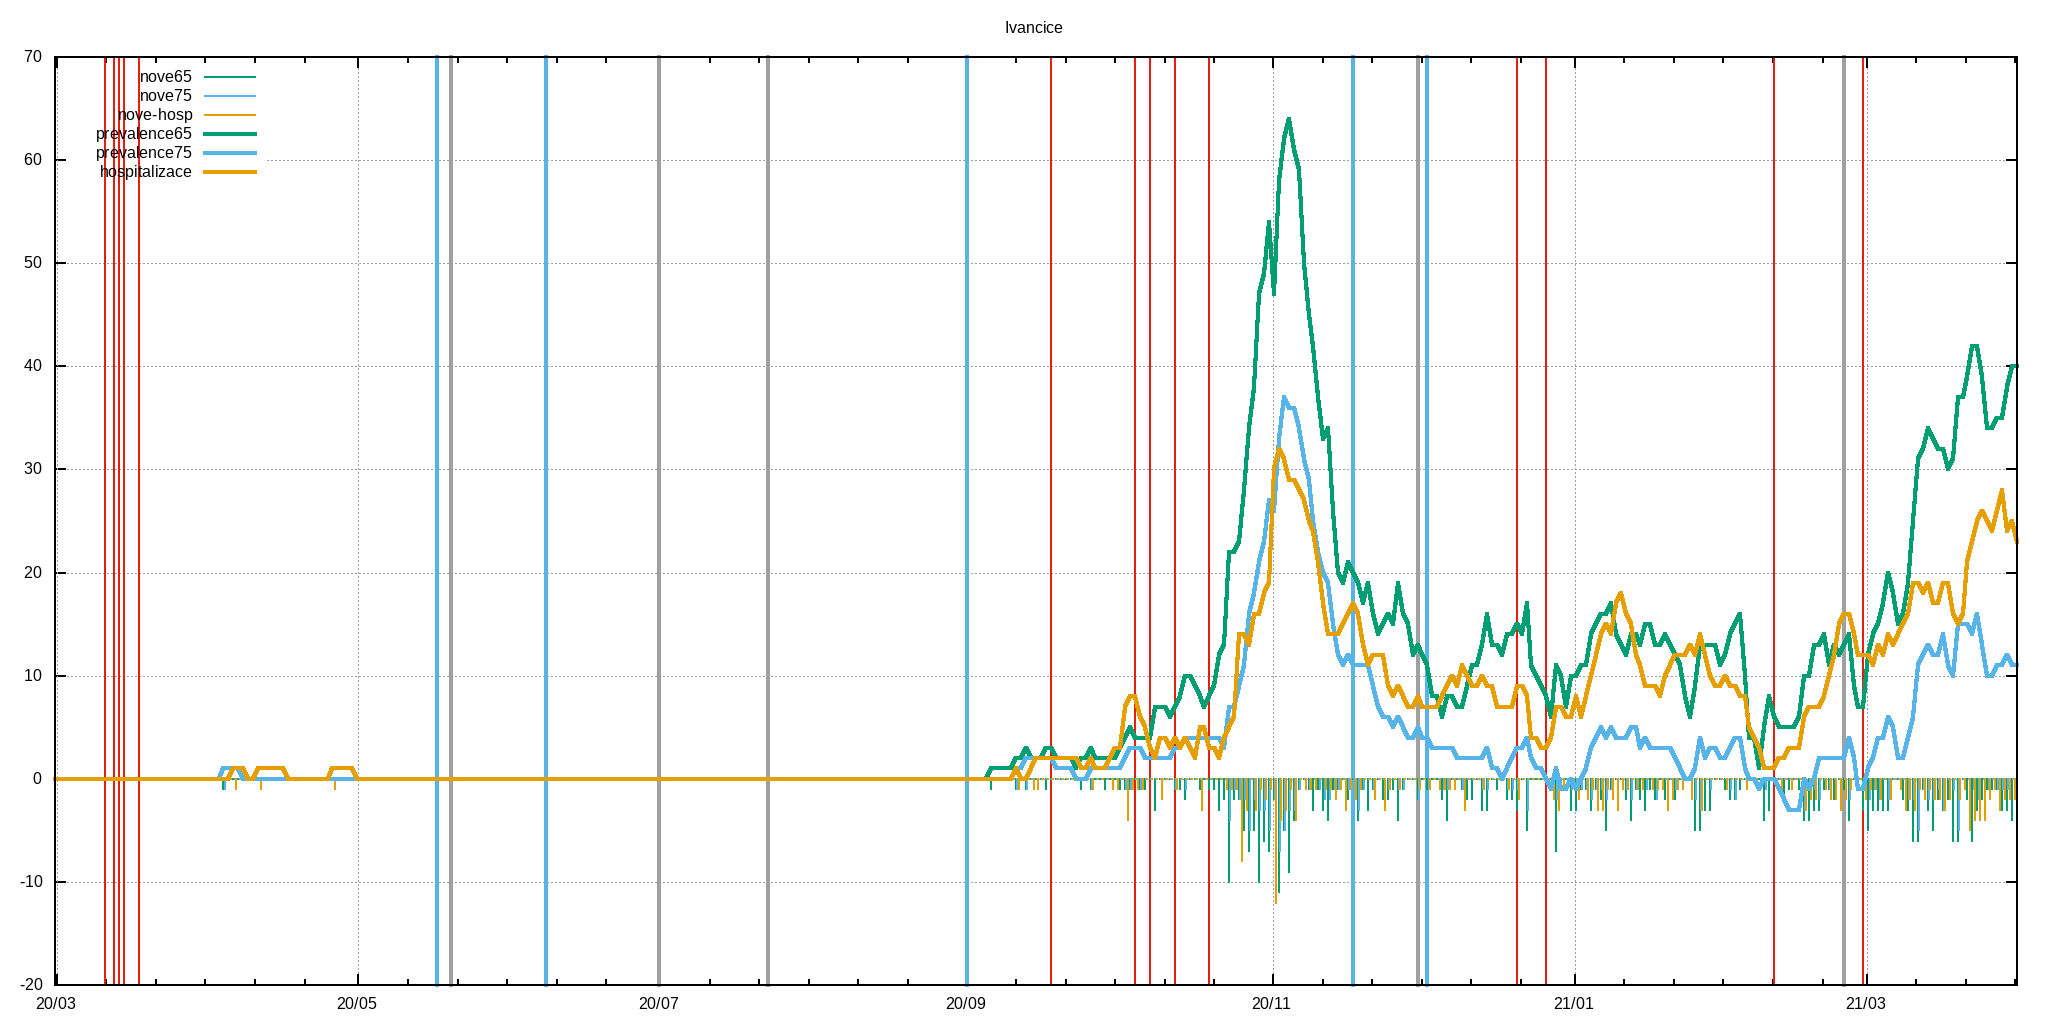 Ivancice
70
60
50
40
30
20
10
0
-10
-20
nove65
nove75
nove-hosp
prevalence65
prevalence75
hospitalizace
20/03 20/05 20/07 20/09 20/11 21/01 21/03